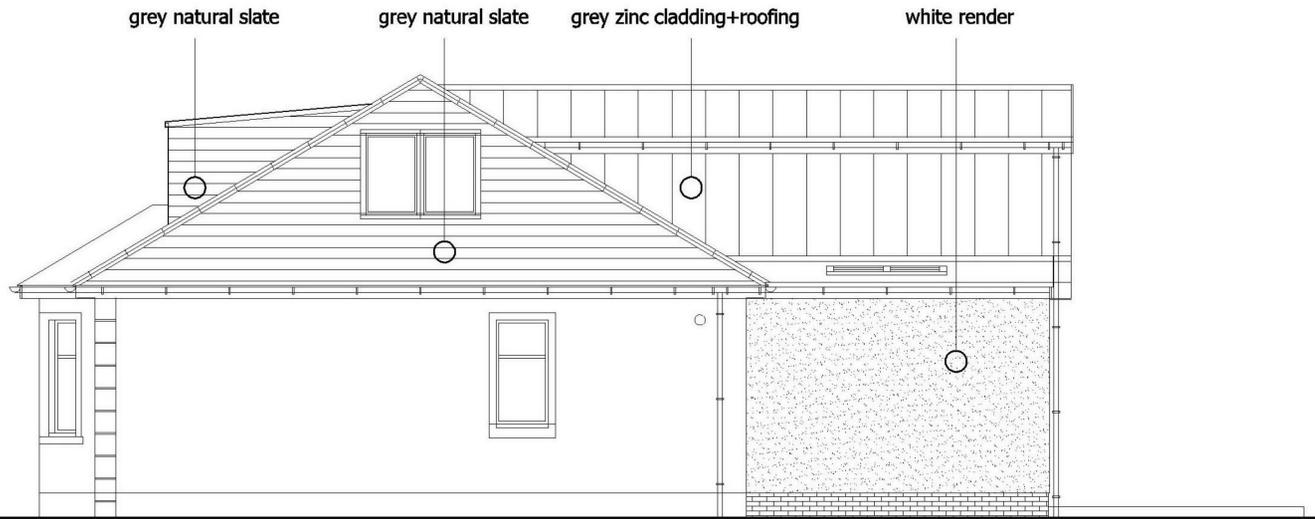 grey natural slate
grey natural slate
grey zinc cladding+roofing
white render